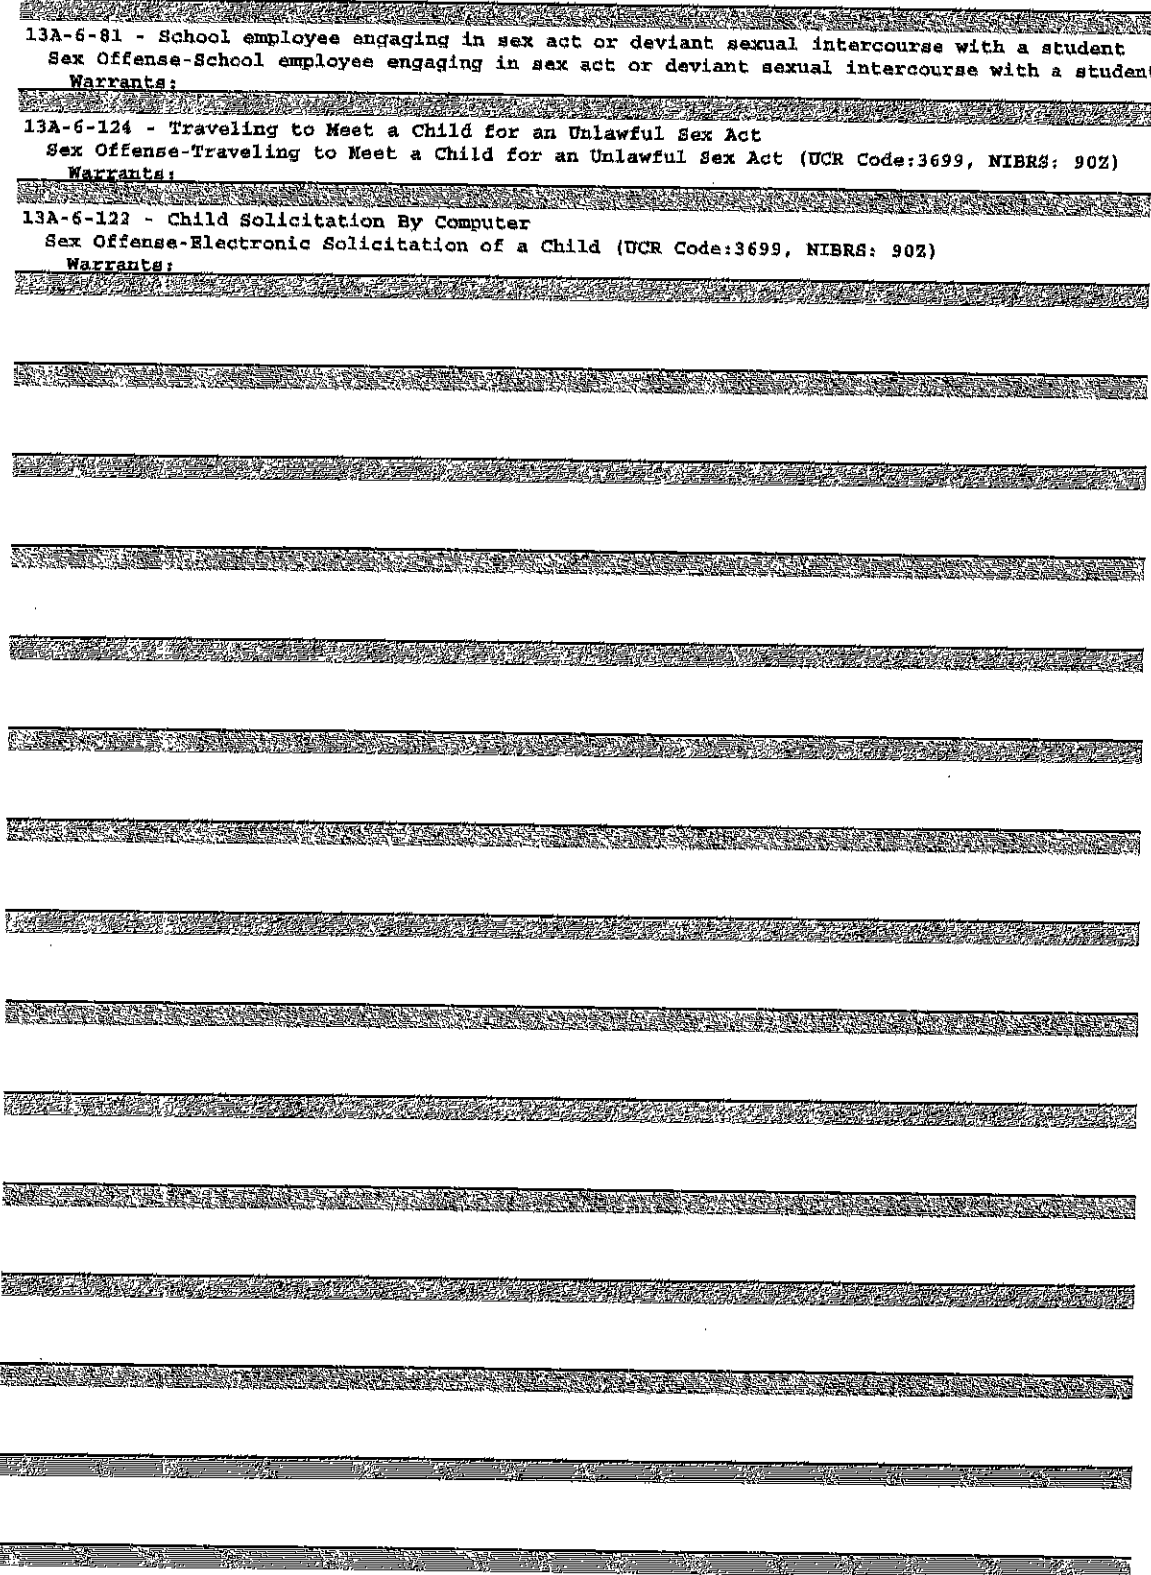 13A-6-81 - School employee engaging in sex act or deviant sexual intercourse with a student
Sex Offense-School employee engaging in sex act or deviant sexual intercourse with a student
Warrants:
13A-6-124 - Traveling to Meet a Child for an Unlawful Sex Act
Sex Offense-Traveling to Meet a Child for an Unlawful Sex Act (UCR Code:3699, NIBRS: 90Z)
Warrants:
13A-6-122 - Child Solicitation By Computer
Sex Offense-Electronic Solicitation of a Child (UCR Code:3699, NIBRS: 90Z)
Warrants: